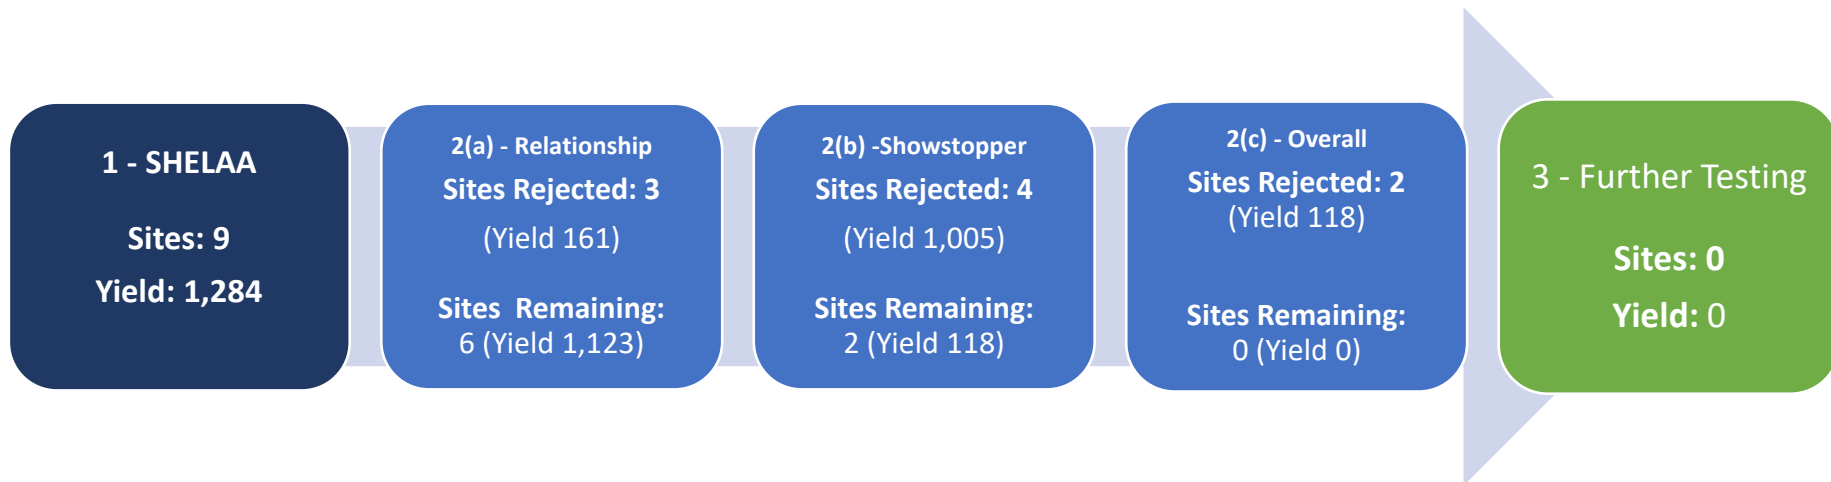 1 - SHELAA
Sites: 9
Yield: 1,284
2(a) - Relationship
Sites Rejected: 3
(Yield 161)
Sites Remaining:
6 (Yield 1,123)
2(b) -Showstopper
Sites Rejected: 4
(Yield 1,005)
Sites Remaining:
2 (Yield 118)
2(c) - Overall
Sites Rejected: 2
(Yield 118)
Sites Remaining:
0 (Yield 0)
3 - Further Testing
Sites: 0
Yield: 0